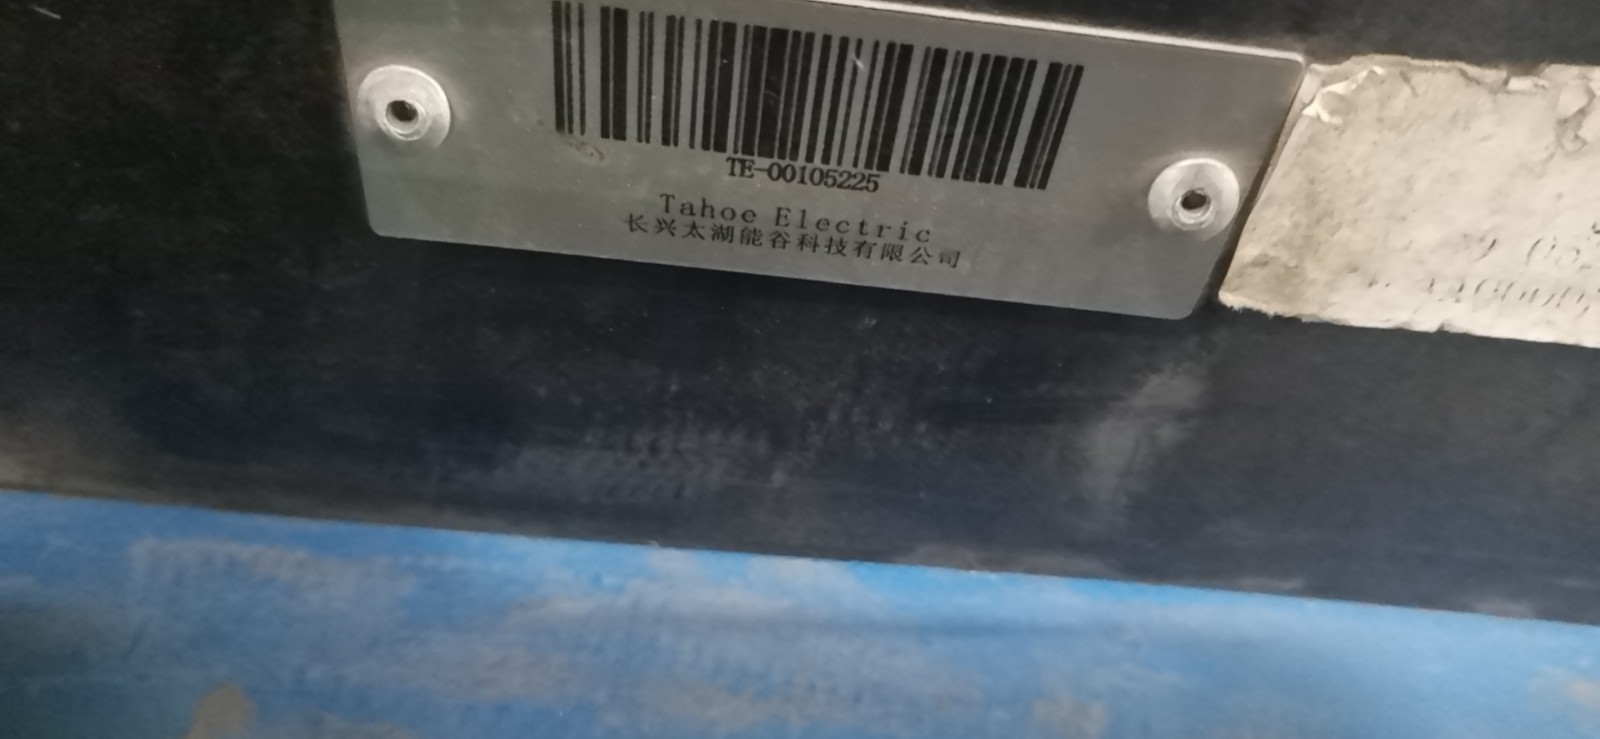 TE-00105225
Tahoe Electric
长兴太湖能谷科技有限公司